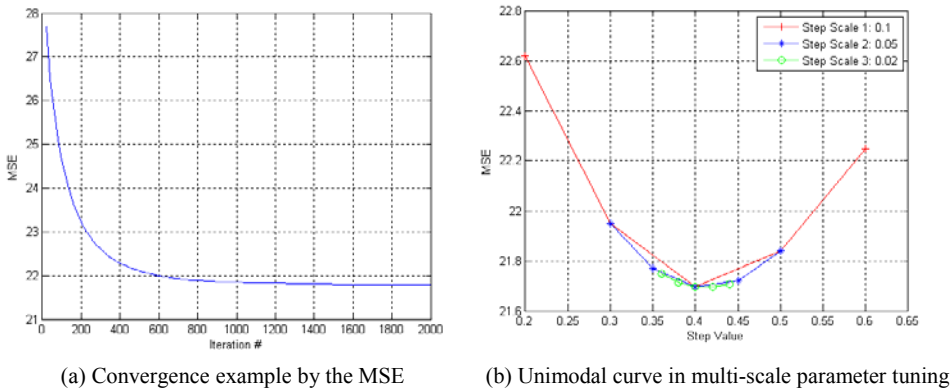 28
27
26
25
24
23
22
21
MSE
0 200 400 600 800 1000 1200 1400 1600 1800 2000
Iteration #
(a) Convergence example by the MSE
22.8
22.6
22.4
22.2
22
21.8
21.6
MSE
Step Scale 1: 0.1
Step Scale 2: 0.05
Step Scale 3: 0.02
0.2 0.25 0.3 0.35 0.4 0.45 0.5 0.55 0.6 0.65
Step Value
(b) Unimodal curve in multi-scale parameter tuning